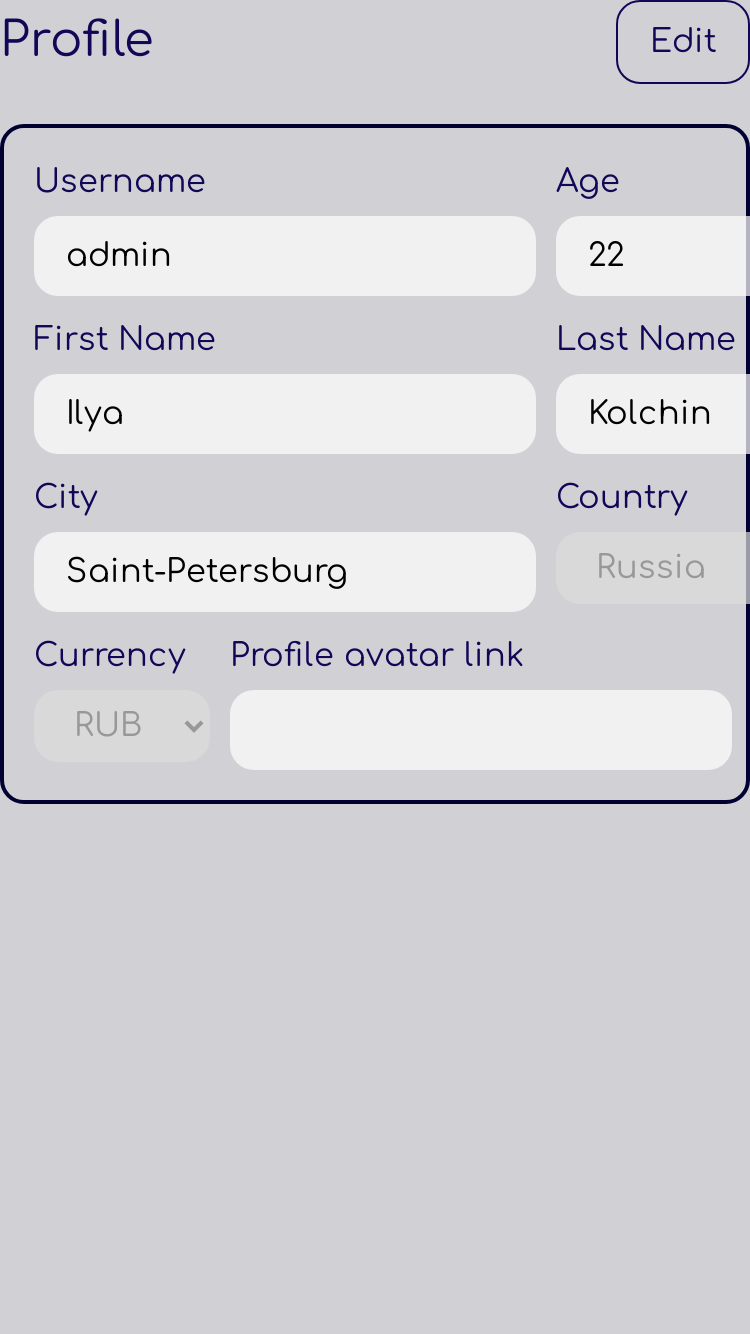 Profile
Edit
Username
Age
admin
22
First Name
Last Name
Ilya
Kolchin
City
Country
Saint-Petersburg
Russia
Currency
Profile avatar link
RUB